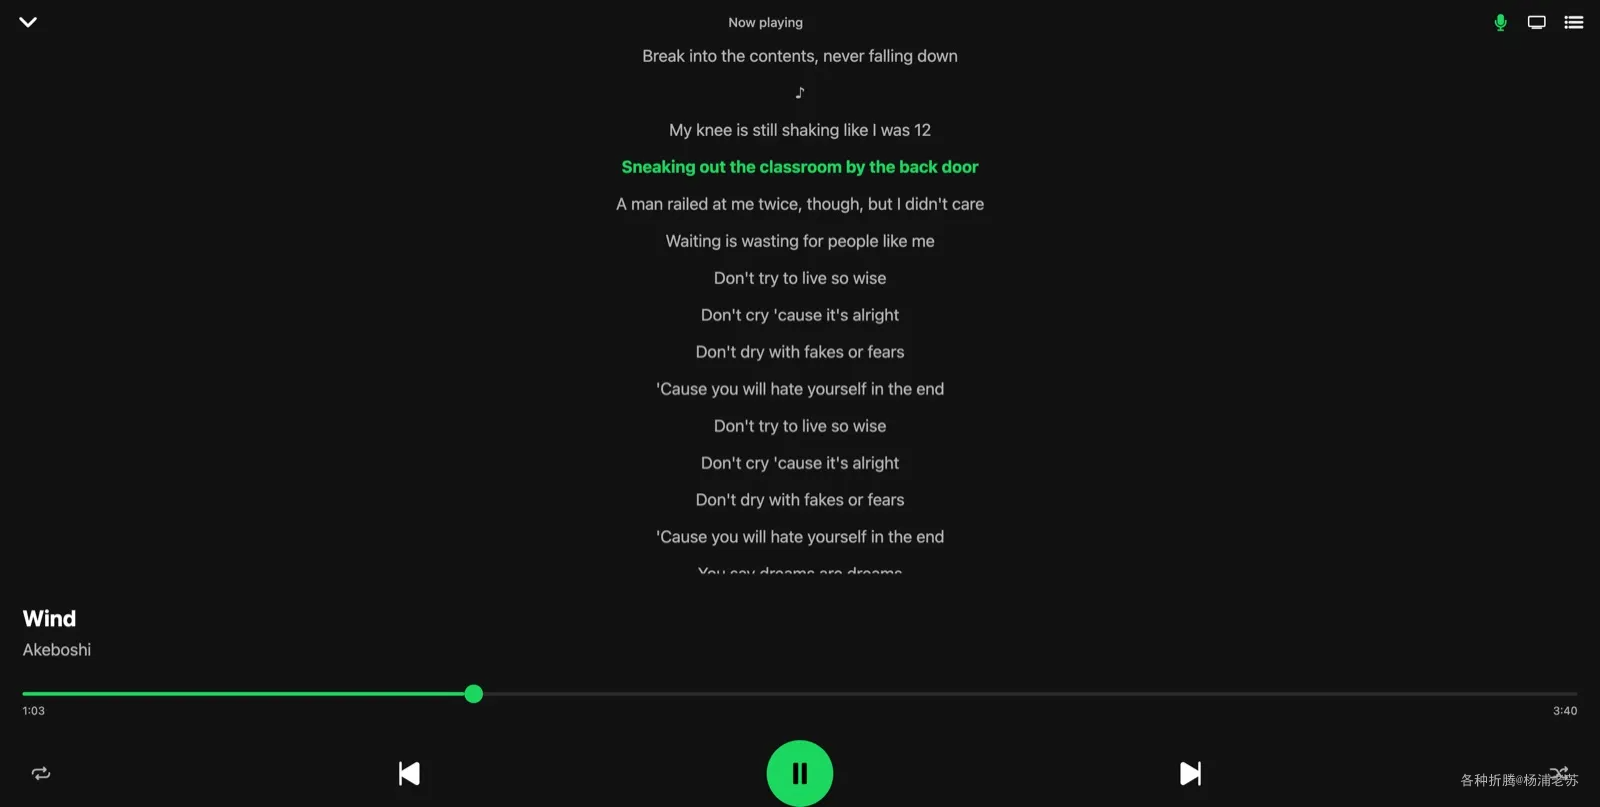 Now playing
Break into the contents, never falling down
♪
My knee is still shaking like I was 12
Sneaking out the classroom by the back door
A man railed at me twice, though, but I didn't care
Waiting is wasting for people like me
Don't try to live so wise
Don't cry 'cause it's alright
Don't dry with fakes or fears
'Cause you will hate yourself in the end
Don't try to live so wise
Don't cry 'cause it's alright
Don't dry with fakes or fears
'Cause you will hate yourself in the end
You say dreams are dreams
Wind
Akeboshi
1:03
3:40
各种折腾@杨浦老苏